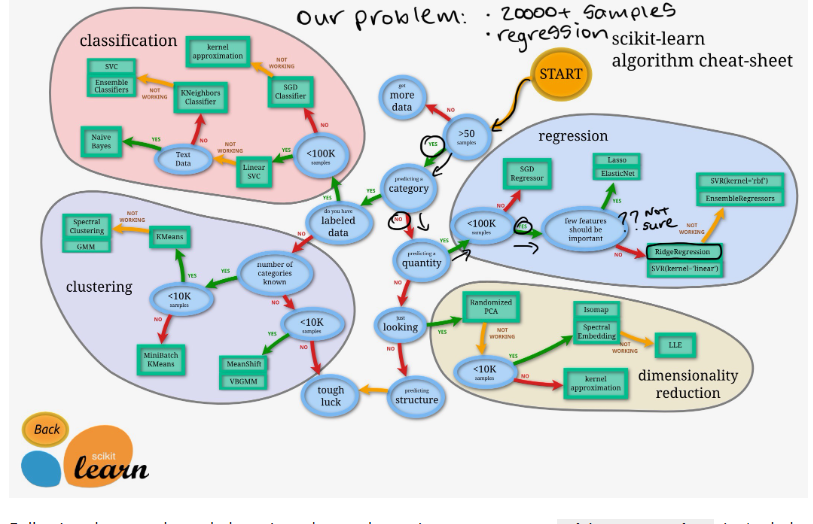 Our problem: · 20000+ samples
· regression
scikit-learn
algorithm cheat-sheet
classification
kernel
approximation
NOT
WORKING
SVC
Ensemble
Classifiers
NOT
WORKING
KNeighbors
Classifier
SGD
Classifier
NO
NO
Naive
Bayes
YES
Text
Data
NOT
WORKING
Linear
SVC
YES
<100K
samples
YES
get
more
data
NO
>50
samples
START
YES
predicting a
category
YES
do you have
labeled
data
NO
NO
predicting a
quantity
YES
NO
regression
SGD
Regressor
NO
<100K
samples
YES
few features
should be
important
YES
Lasso
ElasticNet
?? Not
sure
NO
RidgeRegression
SVR(kernel='linear')
NOT
WORKING
SVR(kernel='rbf')
EnsembleRegressors
clustering
Spectral
Clustering
GMM
NOT
WORKING
KMeans
YES
<10K
samples
YES
number of
categories
known
NO
NO
MiniBatch
KMeans
<10K
samples
YES
MeanShift
VBGMM
NO
tough
luck
just
looking
YES
NO
predicting
structure
Randomized
PCA
NOT
WORKING
<10K
samples
YES
Isomap
Spectral
Embedding
NOT
WORKING
LLE
NO
kernel
approximation
dimensionality
reduction
Back
scikit
learn